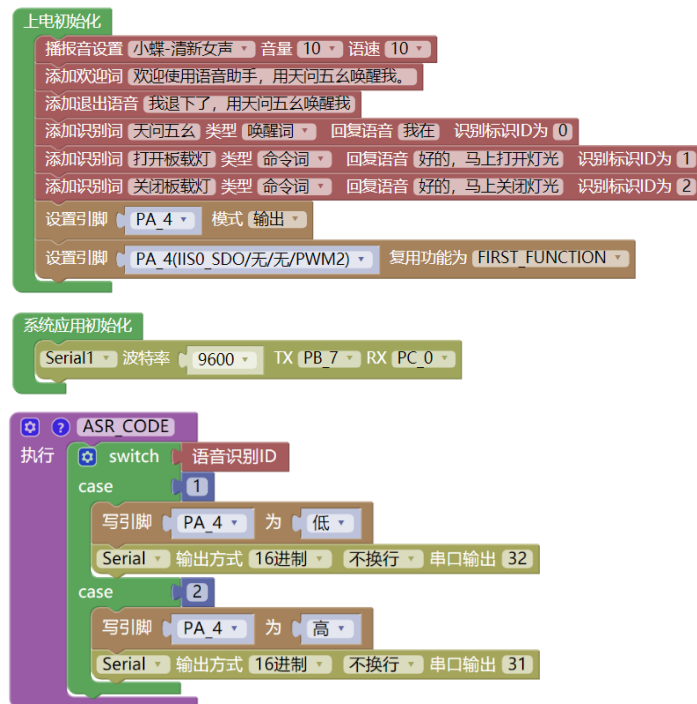 上电初始化
播报音设置 小蝶-清新女声 音量 10 语速 10
添加欢迎词 欢迎使用语音助手，用天问五幺唤醒我。
添加退出语音 我退下了，用天问五幺唤醒我
添加识别词 天问五幺 类型 唤醒词 回复语音 我在 识别标识ID为 0
添加识别词 打开板载灯 类型 命令词 回复语音 好的，马上打开灯光 识别标识ID为 1
添加识别词 关闭板载灯 类型 命令词 回复语音 好的，马上关闭灯光 识别标识ID为 2
设置引脚 PA_4 模式 输出
设置引脚 PA_4(IIS0_SDO/无/无/PWM2) 复用功能为 FIRST_FUNCTION
系统应用初始化
Serial1 波特率 9600 TX PB_7 RX PC_0
? ASR_CODE
执行 switch 语音识别ID
case 1
写引脚 PA_4 为 低
Serial 输出方式 16进制 不换行 串口输出 32
case 2
写引脚 PA_4 为 高
Serial 输出方式 16进制 不换行 串口输出 31